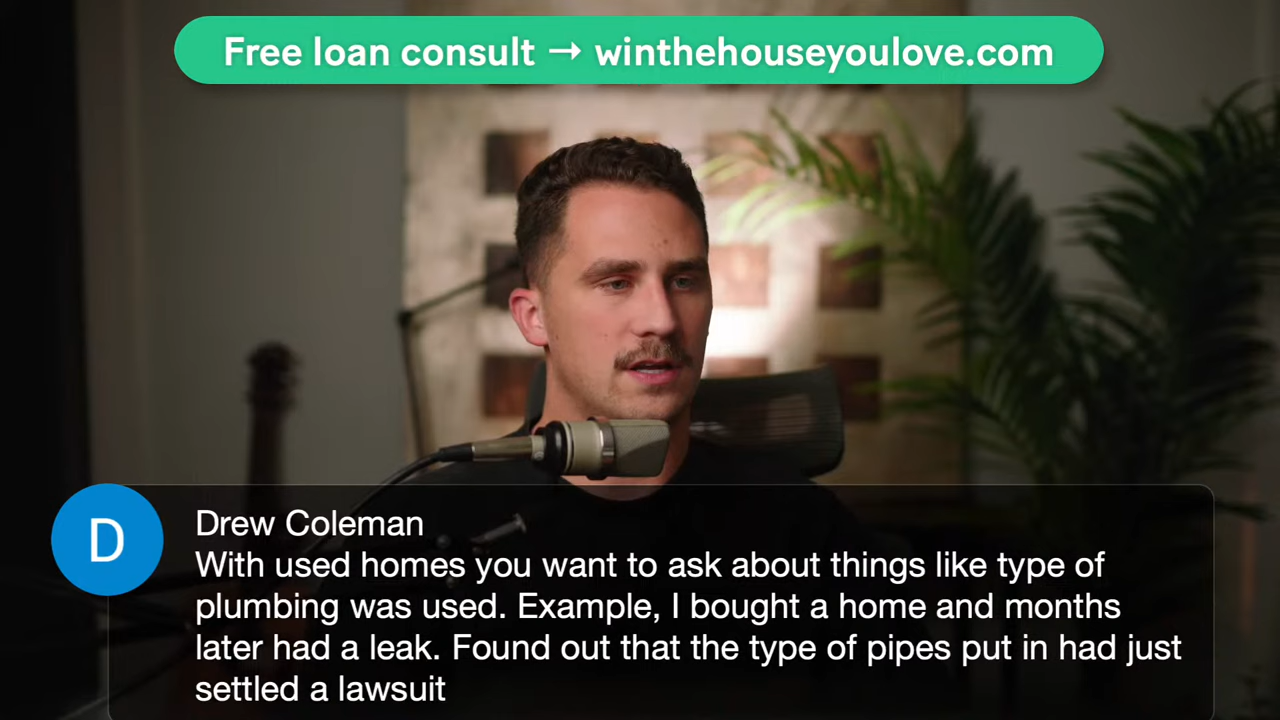 Free loan consult → winthehouseyoulove.com
D
Drew Coleman
With used homes you want to ask about things like type of
plumbing was used. Example, I bought a home and months
later had a leak. Found out that the type of pipes put in had just
settled a lawsuit